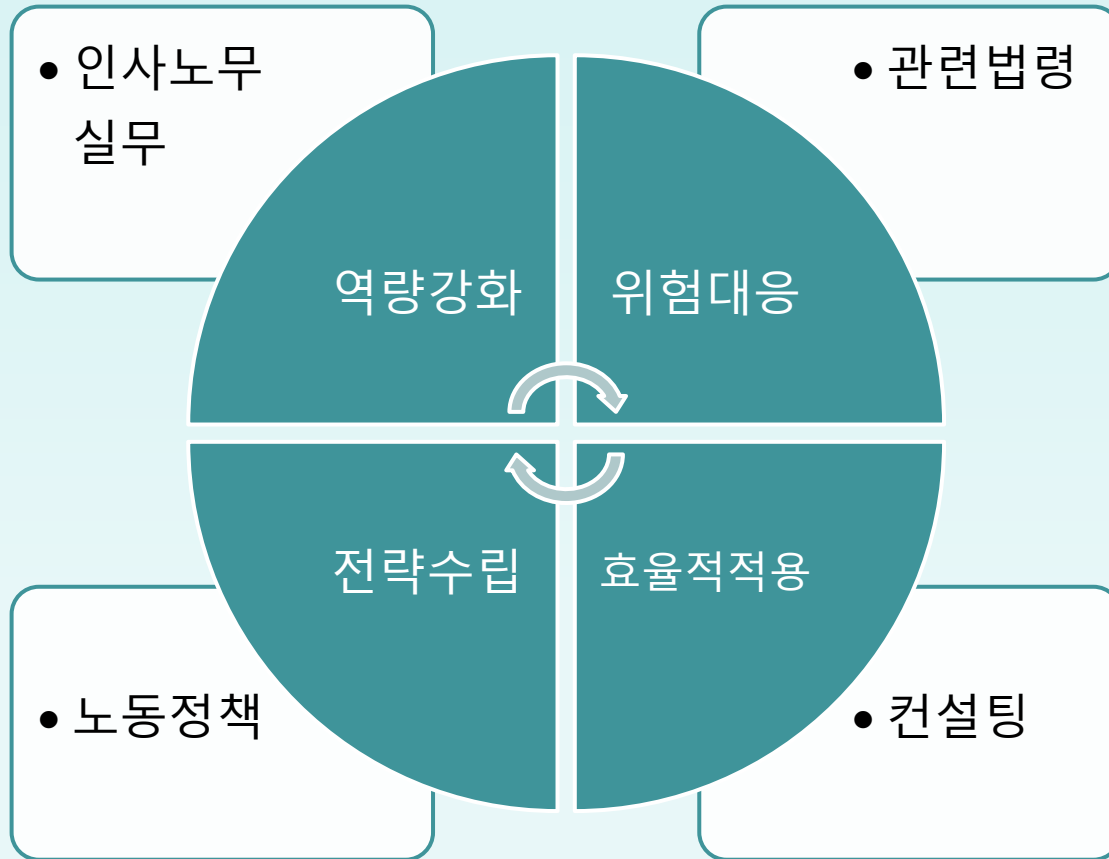 • 인사노무
실무
• 관련법령
역량강화
위험대응
전략수립
효율적적용
• 노동정책
• 컨설팅